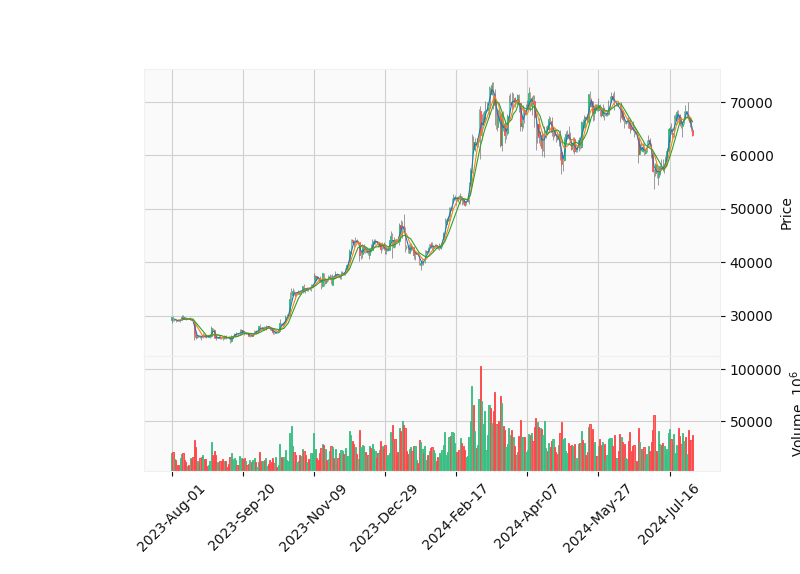 70000
60000
50000
40000
30000
Price
100000
50000
Volume 10^6
2023-Aug-01
2023-Sep-20
2023-Nov-09
2023-Dec-29
2024-Feb-17
2024-Apr-07
2024-May-27
2024-Jul-16